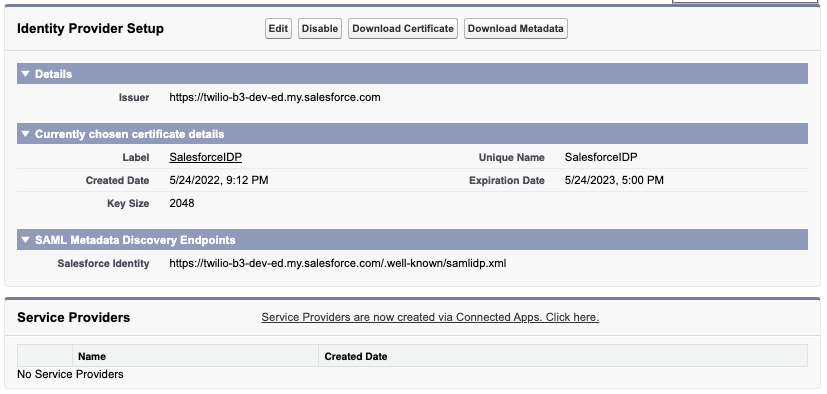 Identity Provider Setup Edit Disable Download Certificate Download Metadata
Details
Issuer https://twilio-b3-dev-ed.my.salesforce.com
Currently chosen certificate details
Label SalesforceIDP Unique Name SalesforceIDP
Created Date 5/24/2022, 9:12 PM Expiration Date 5/24/2023, 5:00 PM
Key Size 2048
SAML Metadata Discovery Endpoints
Salesforce Identity https://twilio-b3-dev-ed.my.salesforce.com/.well-known/samlidp.xml
Service Providers Service Providers are now created via Connected Apps. Click here.
Name Created Date
No Service Providers